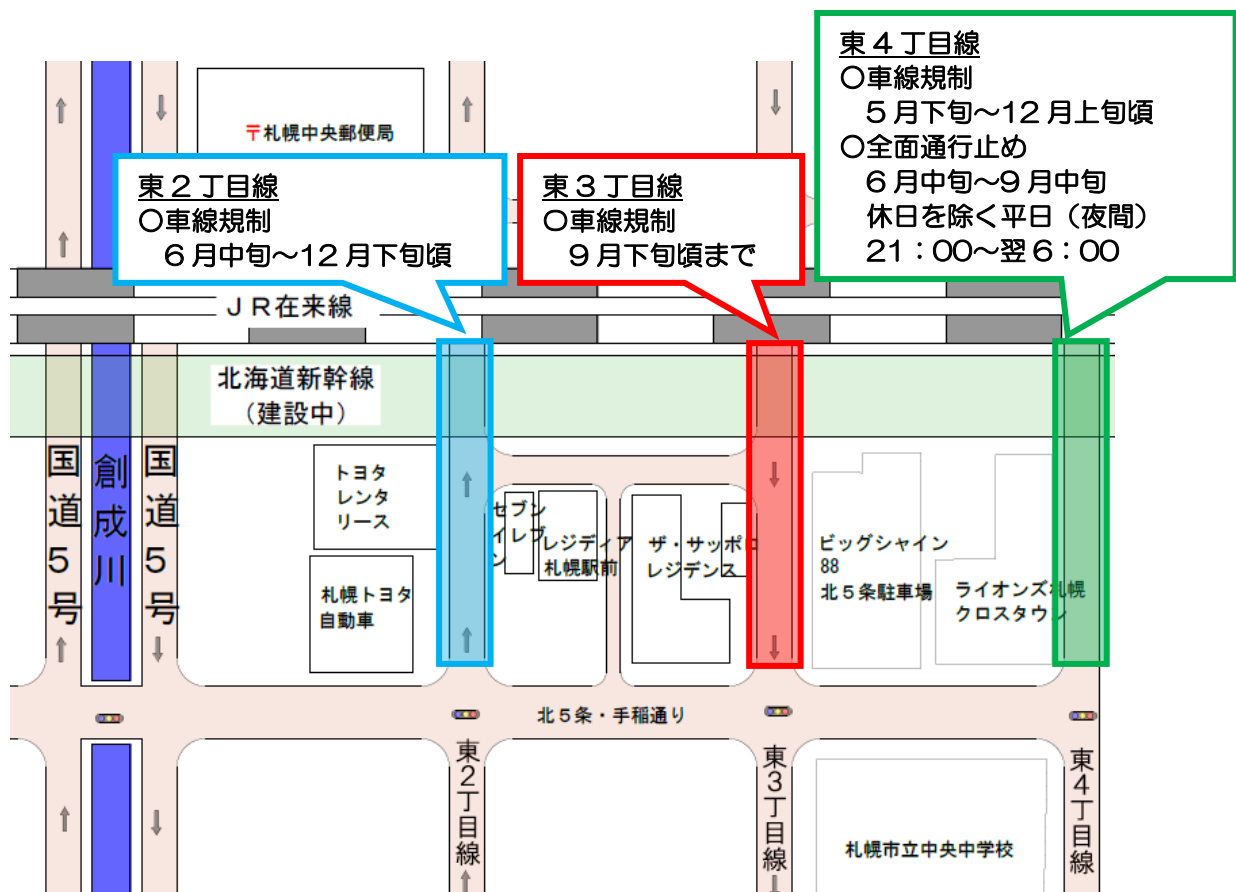 東４丁目線
〇車線規制
５月下旬～12月上旬頃
〇全面通行止め
６月中旬～９月中旬
休日を除く平日（夜間）
21：00～翌６：00
〒札幌中央郵便局
東２丁目線
〇車線規制
６月中旬～12月下旬頃
東３丁目線
〇車線規制
９月下旬頃まで
ＪＲ在来線
北海道新幹線
（建設中）
国道５号
創成川
国道５号
トヨタ
レンタ
リース
札幌トヨタ
自動車
セブン
イレブ
ン
レジディア
札幌駅前
ザ・サッポロ
レジデンス
ビッグシャイン
88
北５条駐車場
ライオンズ札幌
クロスタウン
北５条・手稲通り
東２丁目線
東３丁目線
東４丁目線
札幌市立中央中学校